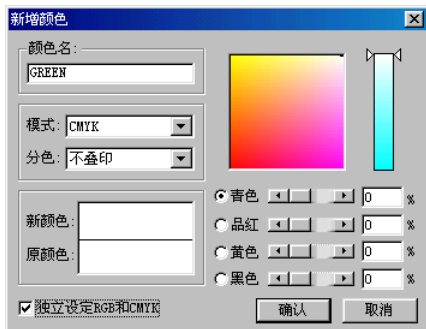 新增颜色
颜色名:
GREEN
模式: CMYK
分色: 不叠印
新颜色:
原颜色:
青色 0 %
品红 0 %
黄色 0 %
黑色 0 %
独立设定RGB和CMYK
确认 取消